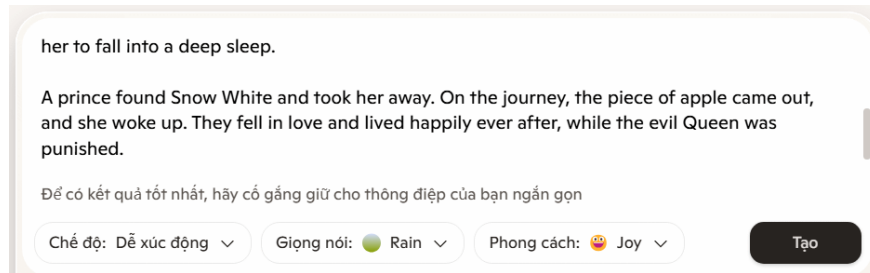 her to fall into a deep sleep.
A prince found Snow White and took her away. On the journey, the piece of apple came out,
and she woke up. They fell in love and lived happily ever after, while the evil Queen was
punished.
Để có kết quả tốt nhất, hãy cố gắng giữ cho thông điệp của bạn ngắn gọn
Chế độ: Dễ xúc động Giọng nói: Rain Phong cách: Joy Tạo